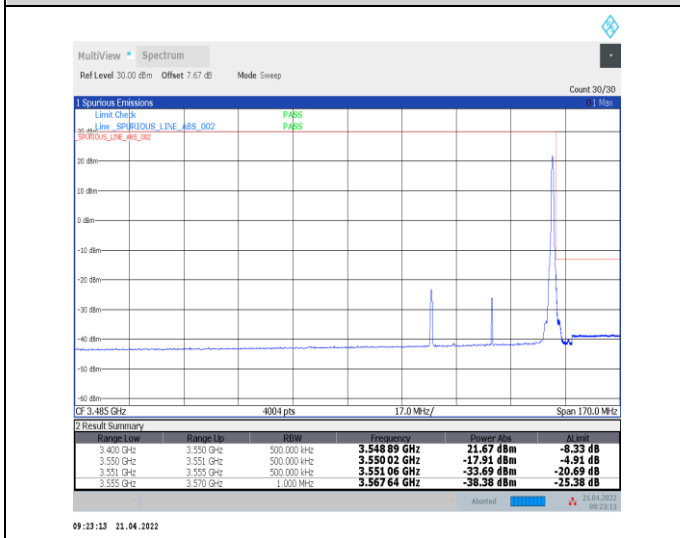 MultiView Spectrum
Ref Level 30.00 dBm Offset 7.67 dB Mode Sweep
Count 30/30
1 Spurious Emissions 1 Max
Limit Check PASS
Line _SPURIOUS_LINE_ABS_002 PASS
_SPURIOUS_LINE_ABS_002
20 dBm
10 dBm
0 dBm
-10 dBm
-20 dBm
-30 dBm
-40 dBm
-50 dBm
-60 dBm
CF 3.485 GHz 4004 pts 17.0 MHz/ Span 170.0 MHz
2 Result Summary
Range Low Range Up RBW Frequency Power Abs ΔLimit
3.400 GHz 3.550 GHz 500.000 kHz 3.548 89 GHz 21.67 dBm -8.33 dB
3.550 GHz 3.551 GHz 500.000 kHz 3.550 02 GHz -17.91 dBm -4.91 dB
3.551 GHz 3.555 GHz 500.000 kHz 3.551 06 GHz -33.69 dBm -20.69 dB
3.555 GHz 3.570 GHz 1.000 MHz 3.567 64 GHz -38.38 dBm -25.38 dB
Aborted 21.04.2022
09:23:13
09:23:13 21.04.2022